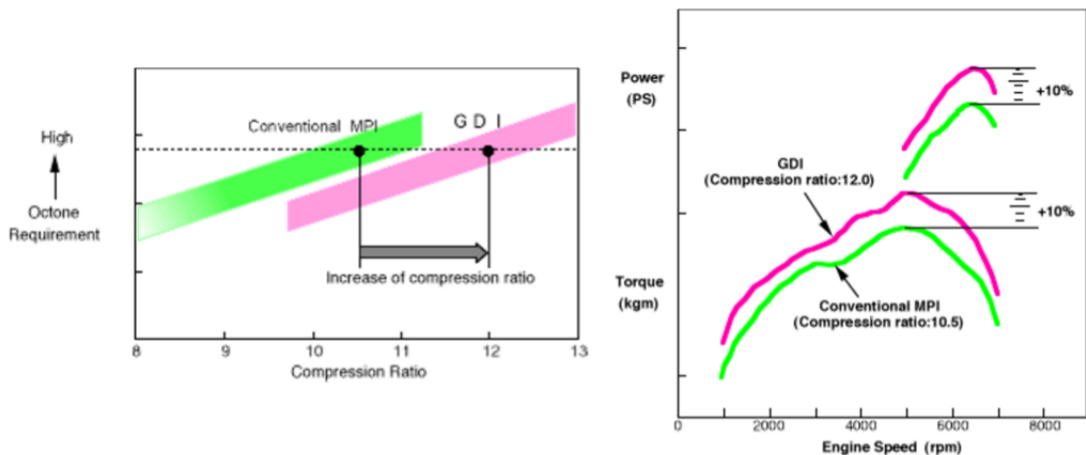 High
Octone
Requirement
Conventional MPI
G D I
Increase of compression ratio
8 9 10 11 12 13
Compression Ratio
Power
(PS)
+10%
GDI
(Compression ratio:12.0)
+10%
Torque
(kgm)
Conventional MPI
(Compression ratio:10.5)
0 2000 4000 6000 8000
Engine Speed (rpm)